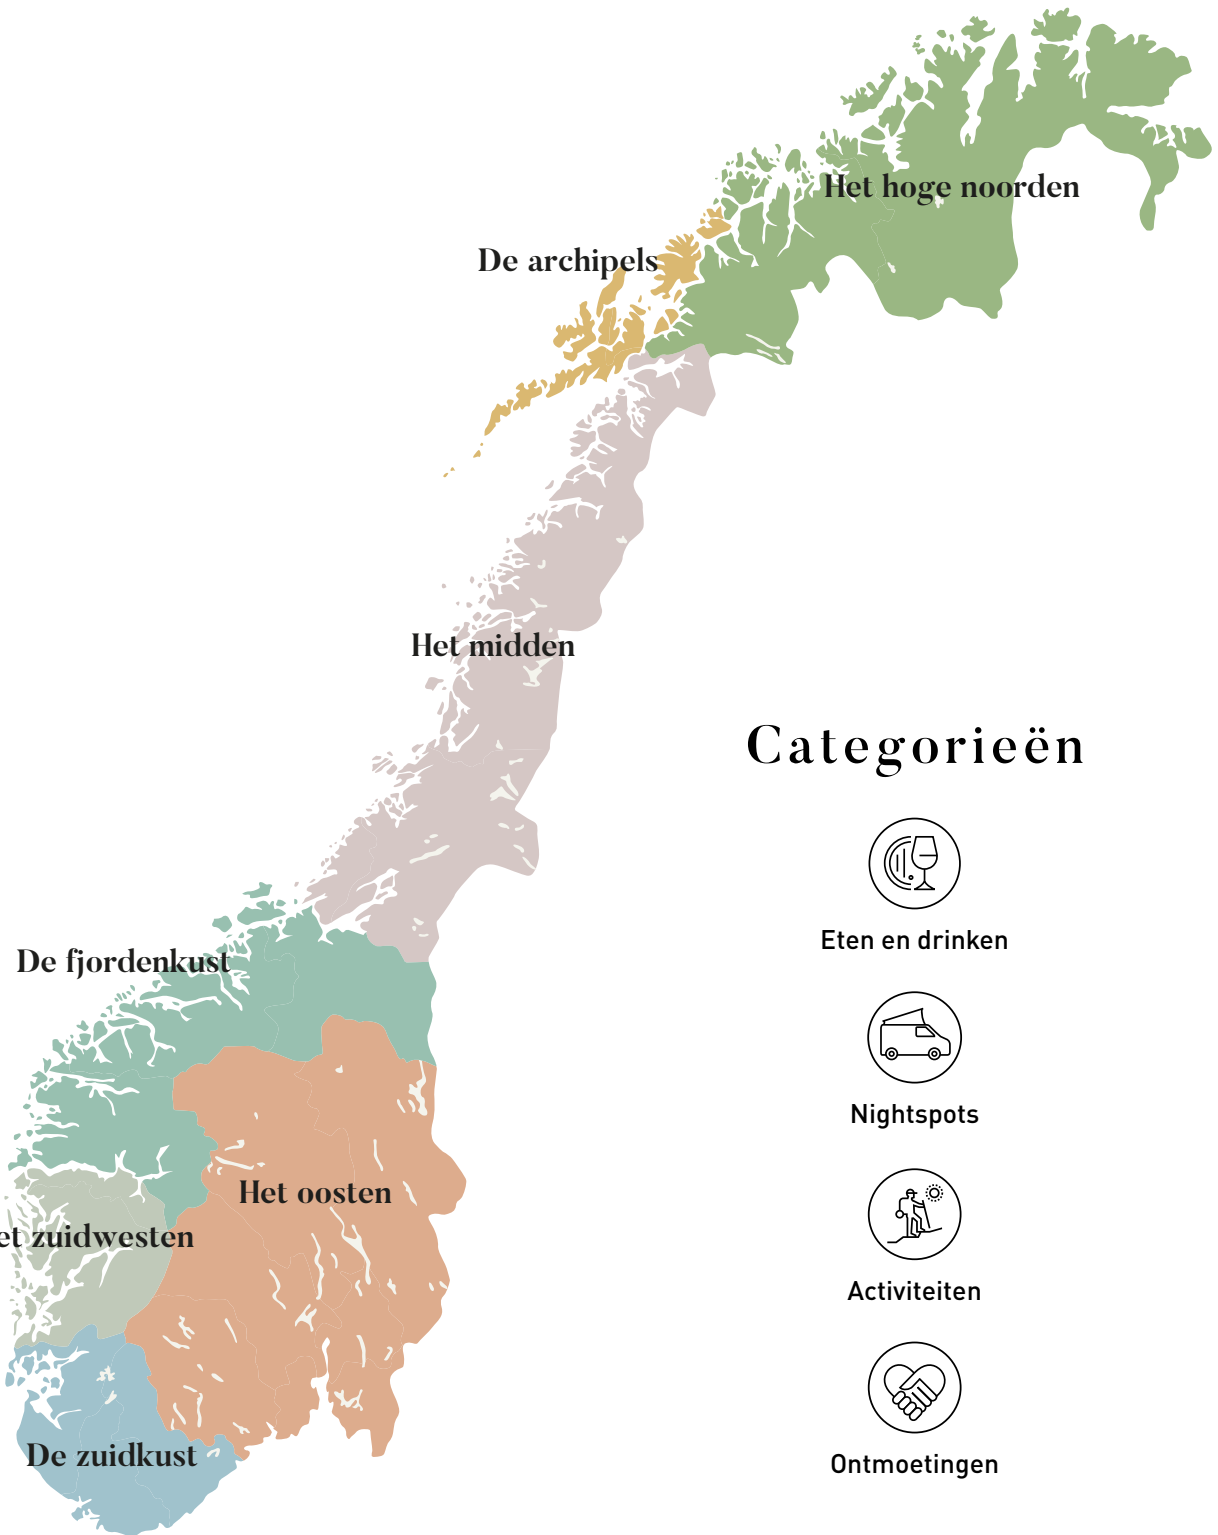 Het hoge noorden
De archipels
Het midden
Categorieën
Eten en drinken
De fjordenkust
Nightspots
Het oosten
et zuidwesten
Activiteiten
De zuidkust
Ontmoetingen